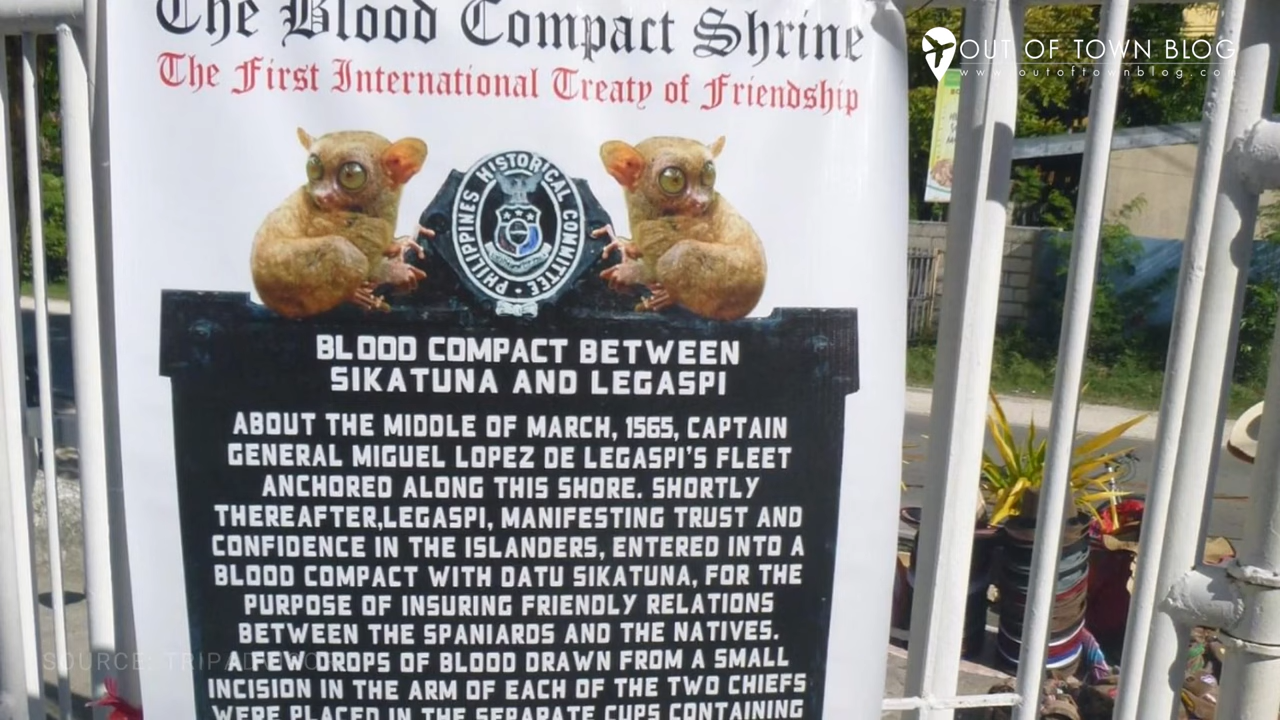 The Blood Compact Shrine
The First International Treaty of Friendship
OUT OF TOWN BLOG
www.outoftownblog.com
PHILIPPINES HISTORICAL COMMITTEE
BLOOD COMPACT BETWEEN
SIKATUNA AND LEGASPI
ABOUT THE MIDDLE OF MARCH, 1565, CAPTAIN
GENERAL MIGUEL LOPEZ DE LEGASPI'S FLEET
ANCHORED ALONG THIS SHORE. SHORTLY
THEREAFTER,LEGASPI, MANIFESTING TRUST AND
CONFIDENCE IN THE ISLANDERS, ENTERED INTO A
BLOOD COMPACT WITH DATU SIKATUNA, FOR THE
PURPOSE OF INSURING FRIENDLY RELATIONS
BETWEEN THE SPANIARDS AND THE NATIVES.
A FEW DROPS OF BLOOD DRAWN FROM A SMALL
INCISION IN THE ARM OF EACH OF THE TWO CHIEFS
WERE PLACED IN THE SEPARATE CUPS CONTAINING
SOURCE: